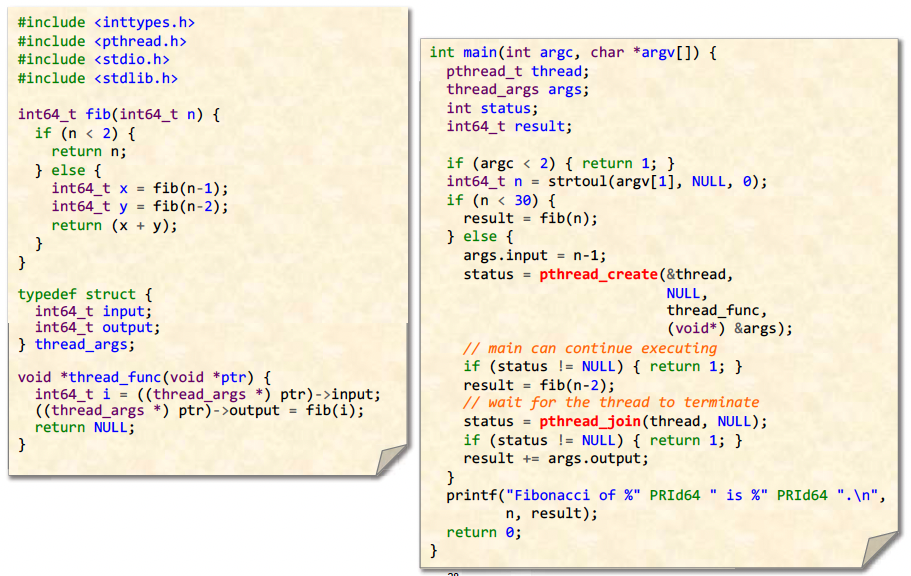 #include <inttypes.h>
#include <pthread.h>
#include <stdio.h>
#include <stdlib.h>

int64_t fib(int64_t n) {
  if (n < 2) {
    return n;
  } else {
    int64_t x = fib(n-1);
    int64_t y = fib(n-2);
    return (x + y);
  }
}

typedef struct {
  int64_t input;
  int64_t output;
} thread_args;

void *thread_func(void *ptr) {
  int64_t i = ((thread_args *) ptr)->input;
  ((thread_args *) ptr)->output = fib(i);
  return NULL;
}

int main(int argc, char *argv[]) {
  pthread_t thread;
  thread_args args;
  int status;
  int64_t result;

  if (argc < 2) { return 1; }
  int64_t n = strtoul(argv[1], NULL, 0);
  if (n < 30) {
    result = fib(n);
  } else {
    args.input = n-1;
    status = pthread_create(&thread,
                            NULL,
                            thread_func,
                            (void*) &args);
    // main can continue executing
    if (status != NULL) { return 1; }
    result = fib(n-2);
    // wait for the thread to terminate
    status = pthread_join(thread, NULL);
    if (status != NULL) { return 1; }
    result += args.output;
  }
  printf("Fibonacci of %" PRId64 " is %" PRId64 ".\n",
         n, result);
  return 0;
}